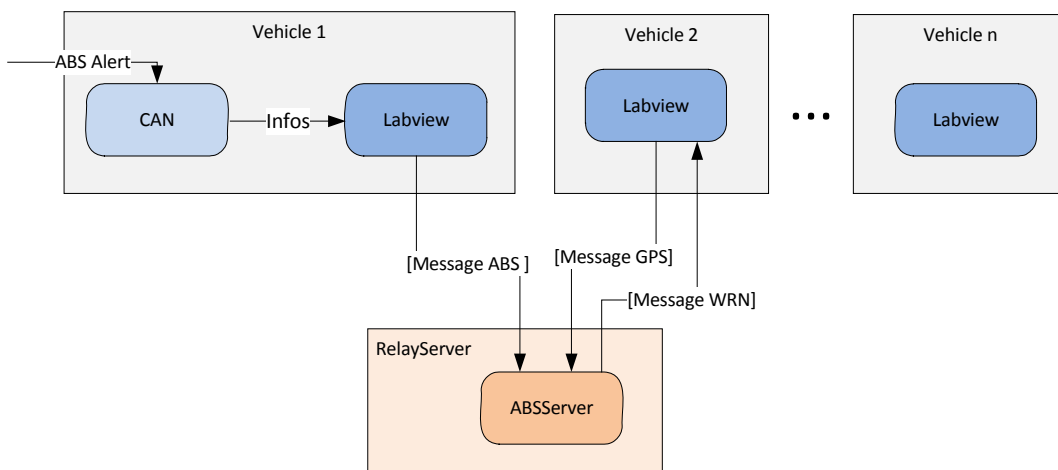 Vehicle 1
ABS Alert
CAN
Infos
Labview
Vehicle 2
Labview
...
Vehicle n
Labview
[Message ABS ]
[Message GPS]
[Message WRN]
RelayServer
ABSServer